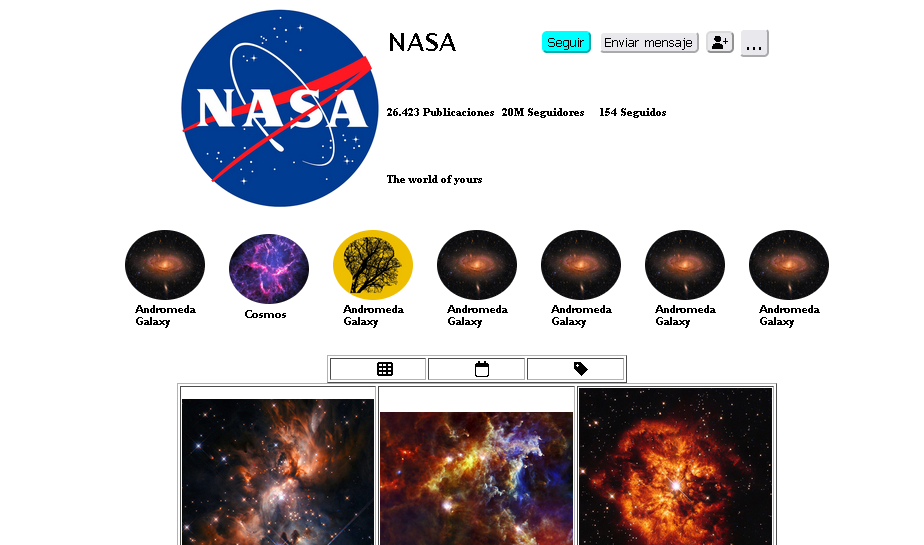 NASA
NASA
Seguir
Enviar mensaje
...
26.423 Publicaciones 20M Seguidores 154 Seguidos
The world of yours
Andromeda
Galaxy
Cosmos
Andromeda
Galaxy
Andromeda
Galaxy
Andromeda
Galaxy
Andromeda
Galaxy
Andromeda
Galaxy